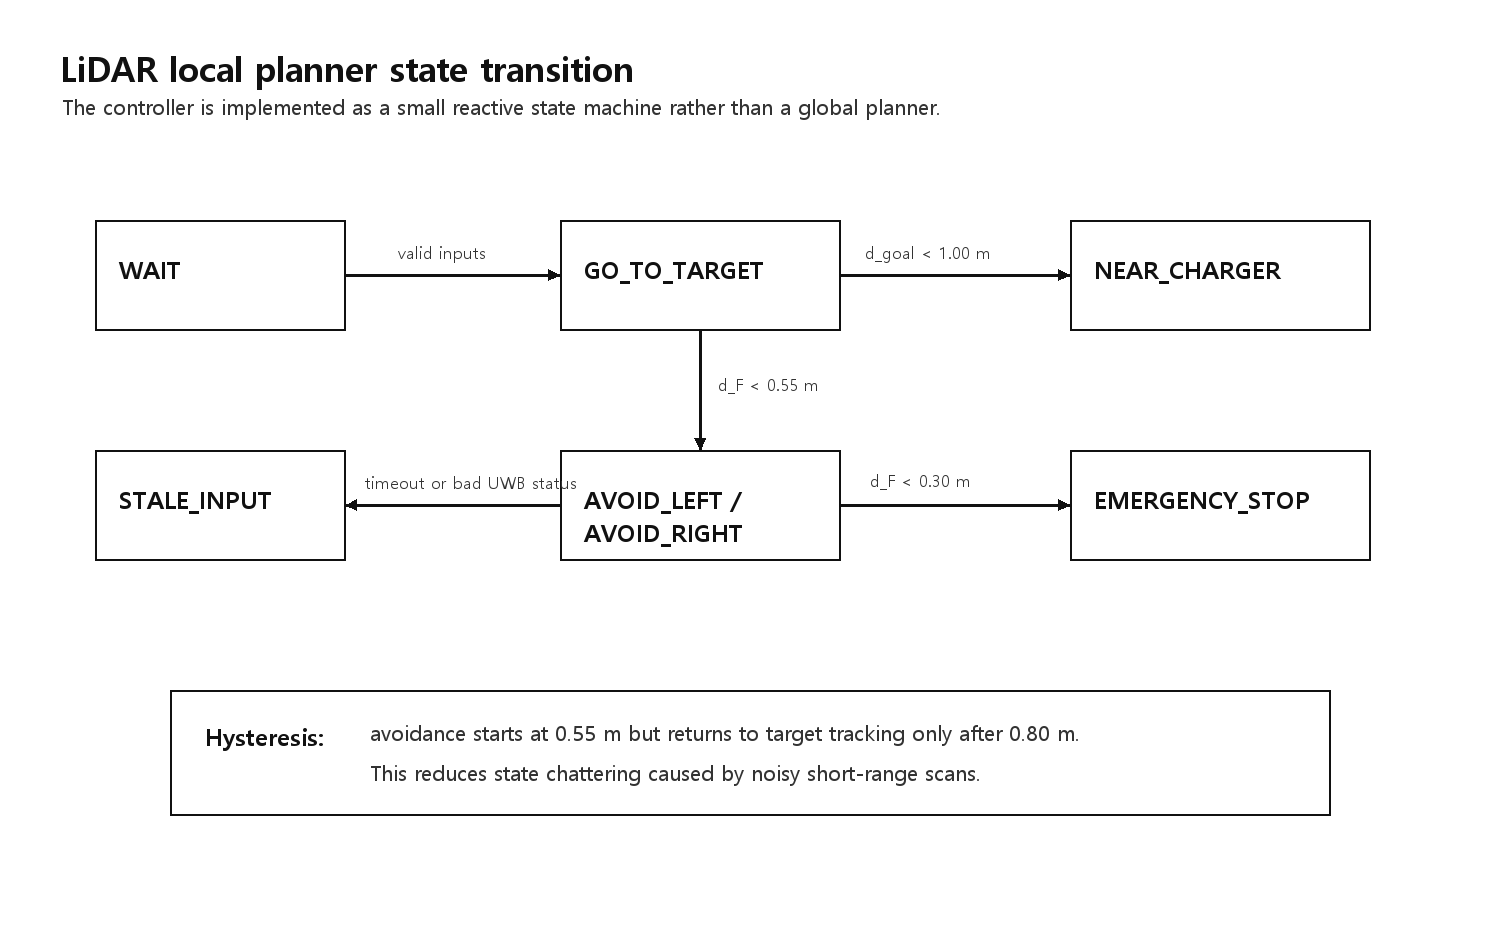 LiDAR local planner state transition
The controller is implemented as a small reactive state machine rather than a global planner.
WAIT
valid inputs
GO_TO_TARGET
d_goal < 1.00 m
NEAR_CHARGER
d_F < 0.55 m
STALE_INPUT
timeout or bad UWB status
AVOID_LEFT /
AVOID_RIGHT
d_F < 0.30 m
EMERGENCY_STOP
Hysteresis:
avoidance starts at 0.55 m but returns to target tracking only after 0.80 m.
This reduces state chattering caused by noisy short-range scans.